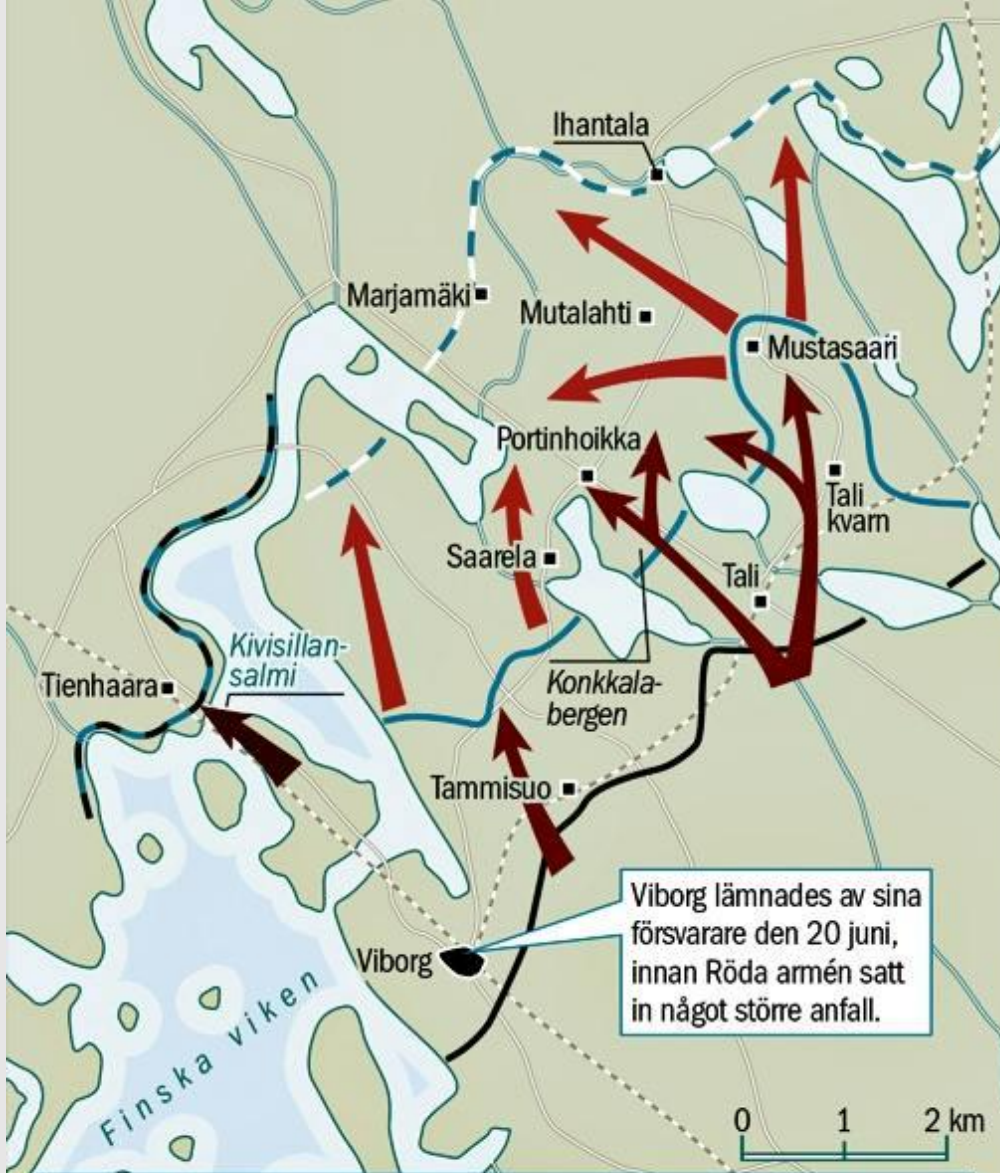 Ihantala
Marjamäki
Mutalahti
Mustasaari
Portinhoikka
Tali
kvarn
Saarela
Tali
Kivisillan-
salmi
Tienhaara
Konkkala-
bergen
Tammisuo
Viborg lämnades av sina
försvarare den 20 juni,
innan Röda armén satt
in något större anfall.
Viborg
Finska viken
0 1 2 km